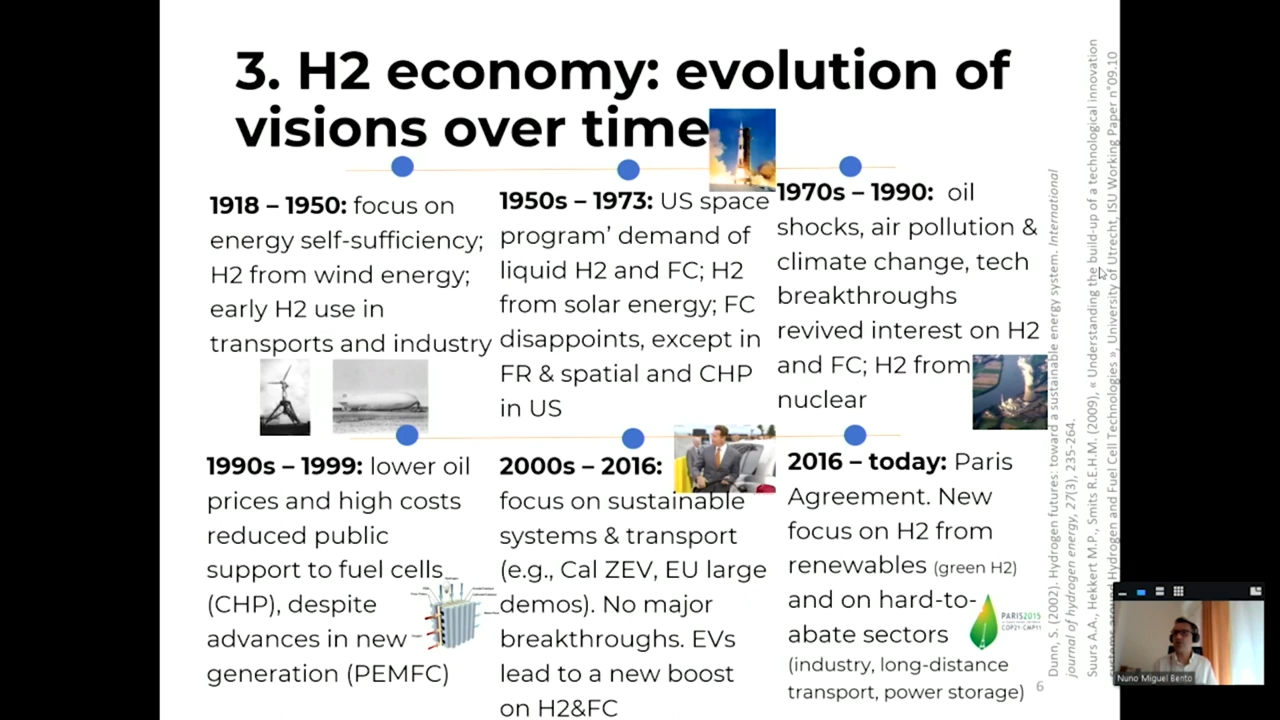 3. H2 economy: evolution of
visions over time
1918 – 1950: focus on
energy self-sufficiency;
H2 from wind energy;
early H2 use in
transports and industry
1950s – 1973: US space
program’ demand of
liquid H2 and FC; H2
from solar energy; FC
disappoints, except in
FR & spatial and CHP
in US
1970s – 1990: oil
shocks, air pollution &
climate change, tech
breakthroughs
revived interest on H2
and FC; H2 from
nuclear
1990s – 1999: lower oil
prices and high costs
reduced public
support to fuel cells
(CHP), despite
advances in new
generation (PEMFC)
2000s – 2016:
focus on sustainable
systems & transport
(e.g., Cal ZEV, EU large
demos). No major
breakthroughs. EVs
lead to a new boost
on H2&FC
2016 – today: Paris
Agreement. New
focus on H2 from
renewables (green H2)
and on hard-to-
abate sectors
(industry, long-distance
transport, power storage)
PARIS2015
COP21·CMP11
6
Dunn, S. (2002). Hydrogen futures: toward a sustainable energy system. International
journal of hydrogen energy, 27(3), 235-264.
Suurs A.A., Hekkert M.P., Smits R.E.H.M. (2009), « Understanding the build-up of a technological innovation
systems around Hydrogen and Fuel Cell Technologies », University of Utrecht, ISU Working Paper n°09.10
Nuno Miguel Bento